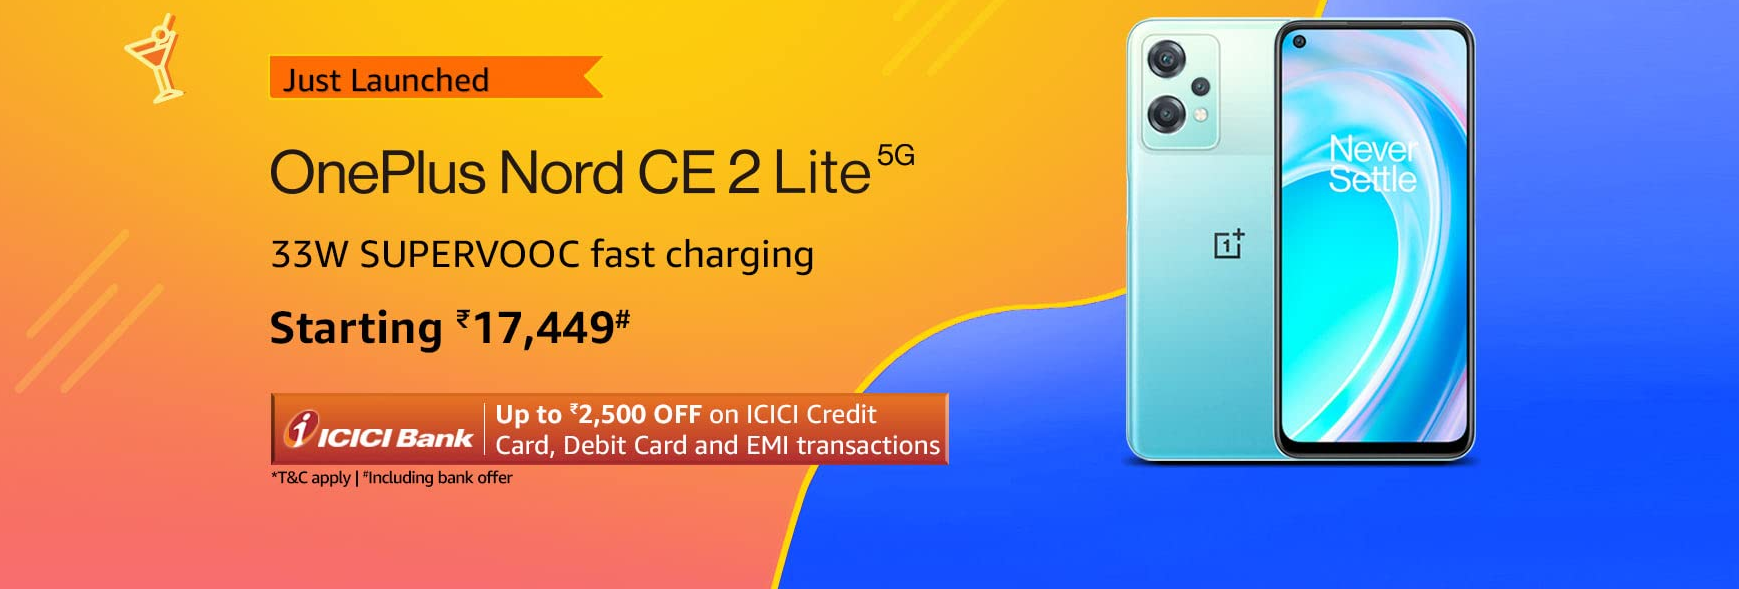 Just Launched
OnePlus Nord CE 2 Lite 5G
33W SUPERVOOC fast charging
Starting ₹17,449#
ICICI Bank
Up to ₹2,500 OFF on ICICI Credit
Card, Debit Card and EMI transactions
*T&C apply | #Including bank offer
1+
Never
Settle